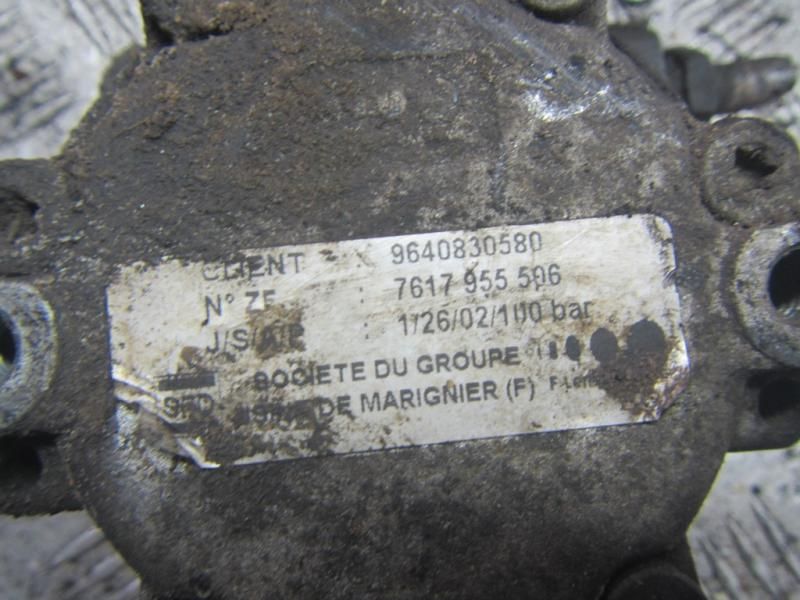 CLIENT : 9640830580
N° ZF : 7617 955 506
J/S/A/P : 1/26/02/100 bar
SOCIETE DU GROUPE
DE MARIGNIER (F)